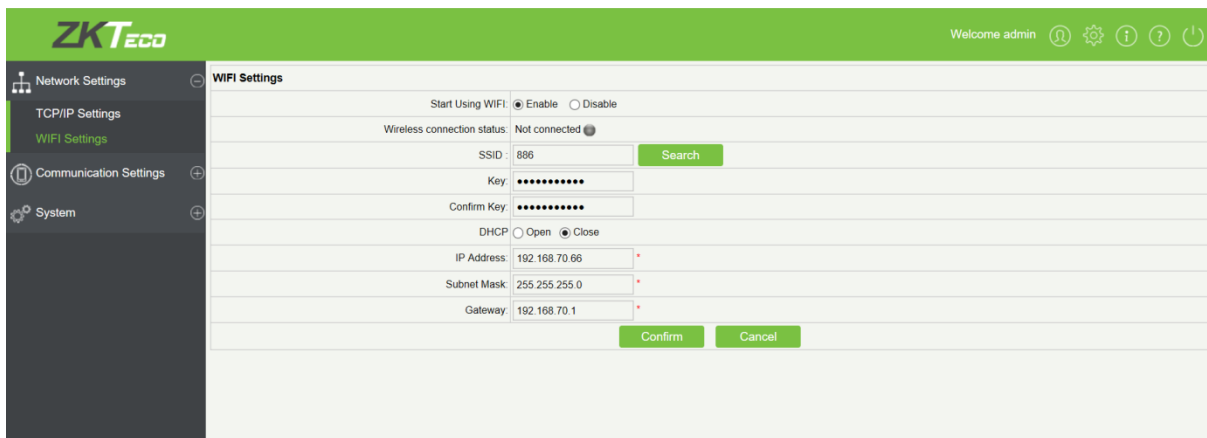 ZKTeco
Welcome admin
Network Settings
TCP/IP Settings
WIFI Settings
Communication Settings
System
WIFI Settings
Start Using WIFI: Enable Disable
Wireless connection status: Not connected
SSID : 886 Search
Key: •••••••••••
Confirm Key: •••••••••••
DHCP Open Close
IP Address: 192.168.70.66 *
Subnet Mask: 255.255.255.0 *
Gateway: 192.168.70.1 *
Confirm Cancel